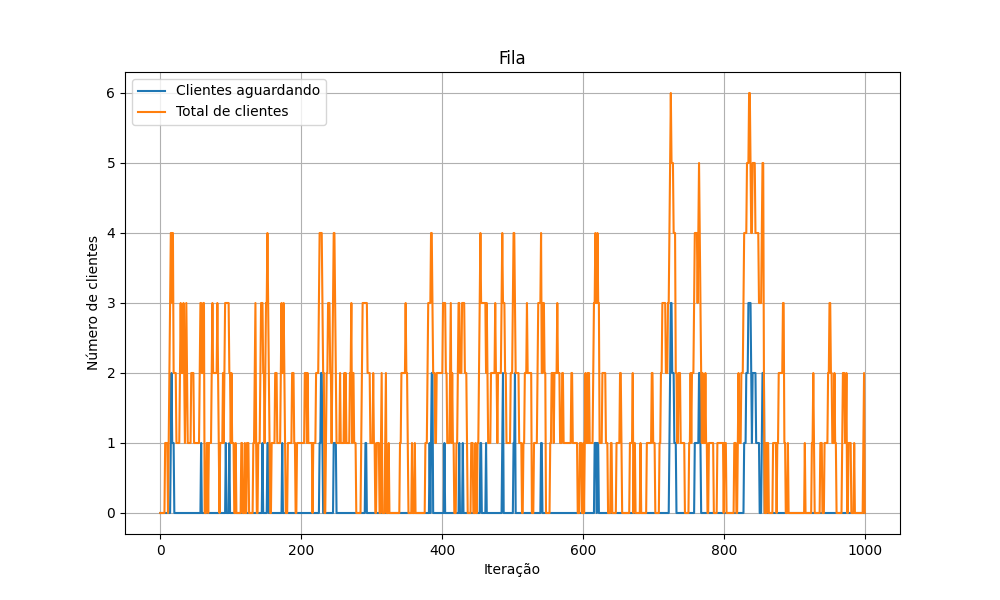 Fila
Clientes aguardando
Total de clientes
6
5
4
3
2
1
0
Número de clientes
0 200 400 600 800 1000
Iteração